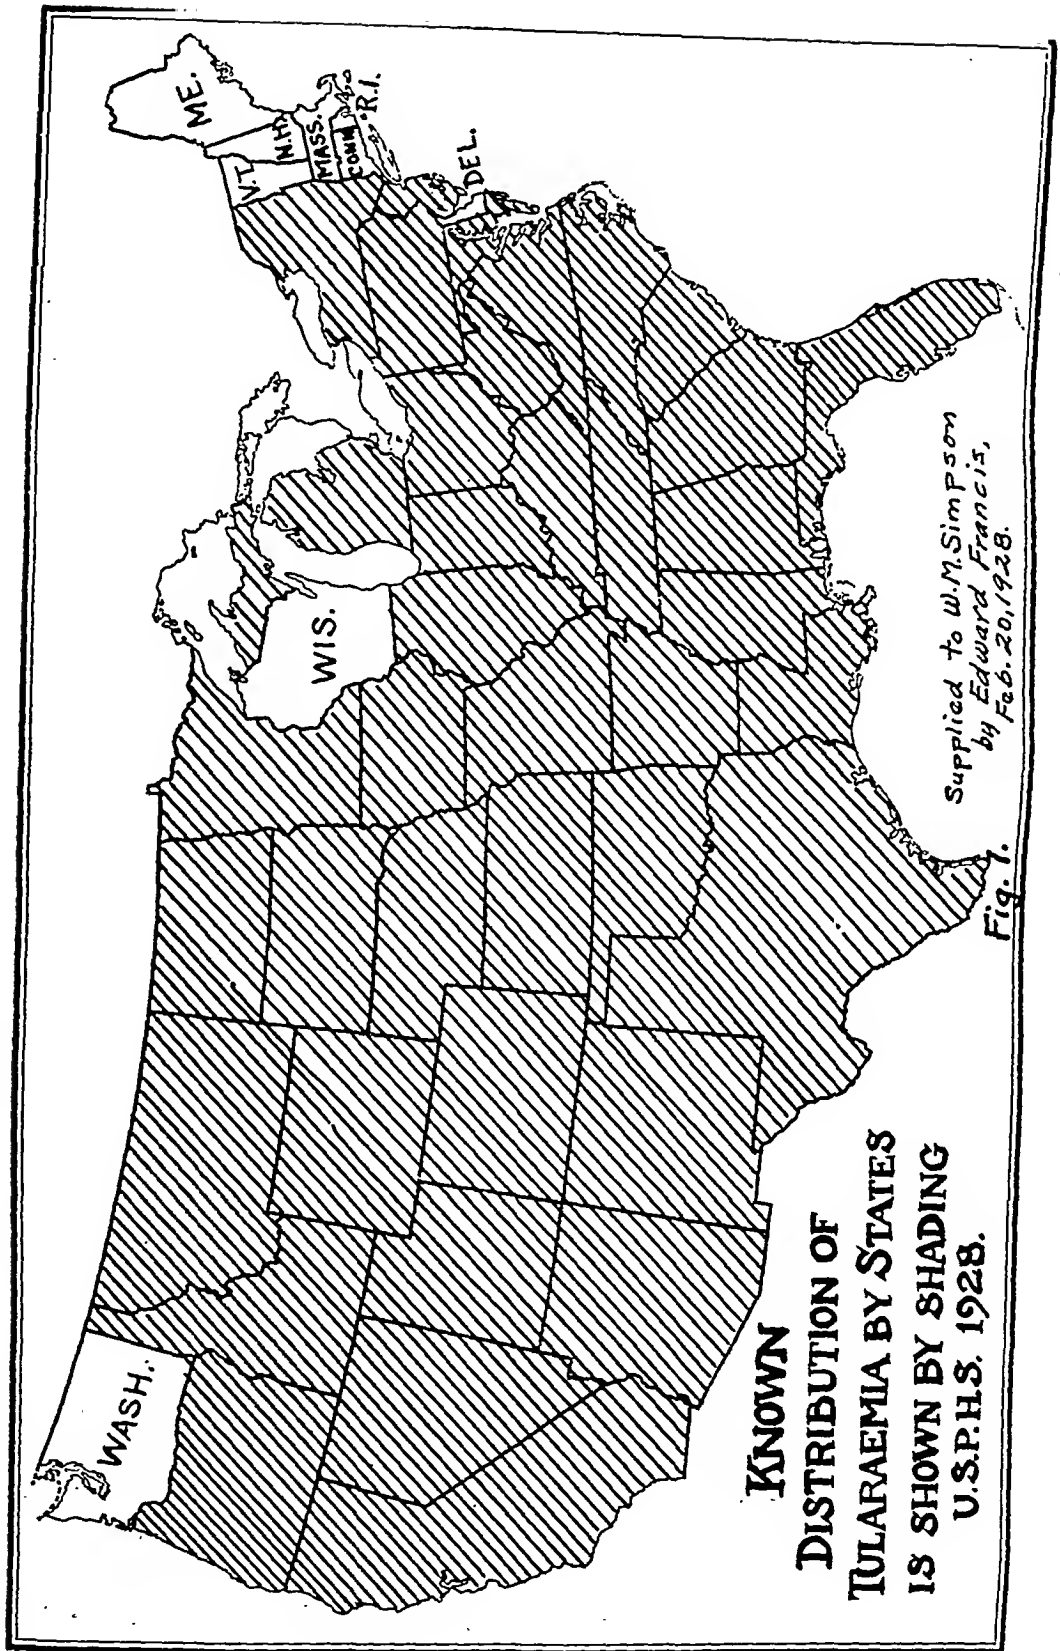 WASH.
WIS.
ME.
V.T.
N.H.
MASS.
CONN.
R.I.
DEL.
KNOWN
DISTRIBUTION OF
TULARAEMIA BY STATES
IS SHOWN BY SHADING
U.S.P.H.S. 1928.
Fig. 1.
Supplied to W.M.Simpson
by Edward Francis,
Feb. 20, 1928.